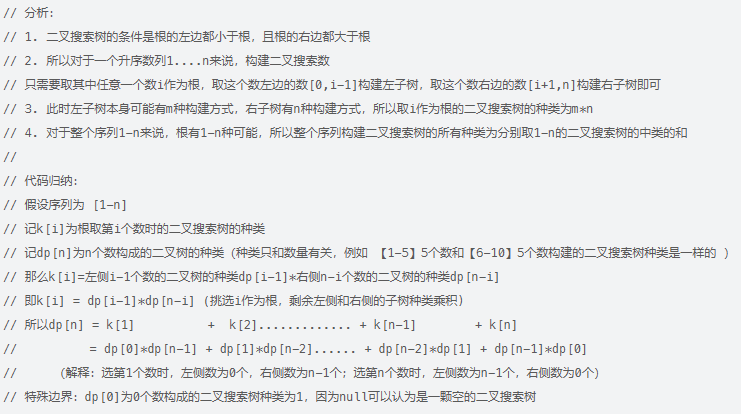 // 分析:
// 1. 二叉搜索树的条件是根的左边都小于根，且根的右边都大于根
// 2. 所以对于一个升序数列1....n来说，构建二叉搜索数
// 只需要取其中任意一个数i作为根，取这个数左边的数[0,i-1]构建左子树，取这个数右边的数[i+1,n]构建右子树即可
// 3. 此时左子树本身可能有m种构建方式，右子树有n种构建方式，所以取i作为根的二叉搜索树的种类为m*n
// 4. 对于整个序列1-n来说，根有1-n种可能，所以整个序列构建二叉搜索树的所有种类为分别取1-n的二叉搜索树的中类的和
//
// 代码归纳:
// 假设序列为 [1-n]
// 记k[i]为根取第i个数时的二叉搜索树的种类
// 记dp[n]为n个数构成的二叉树的种类（种类只和数量有关，例如 【1-5】5个数和【6-10】5个数构建的二叉搜索树种类是一样的 ）
// 那么k[i]=左侧i-1个数的二叉树的种类dp[i-1]*右侧n-i个数的二叉树的种类dp[n-i]
// 即k[i] = dp[i-1]*dp[n-i] (挑选i作为根，剩余左侧和右侧的子树种类乘积)
// 所以dp[n] = k[1] + k[2]............. + k[n-1] + k[n]
// = dp[0]*dp[n-1] + dp[1]*dp[n-2]...... + dp[n-2]*dp[1] + dp[n-1]*dp[0]
// （解释: 选第1个数时，左侧数为0个，右侧数为n-1个；选第n个数时，左侧数为n-1个，右侧数为0个）
// 特殊边界: dp[0]为0个数构成的二叉搜索树种类为1，因为null可以认为是一颗空的二叉搜索树